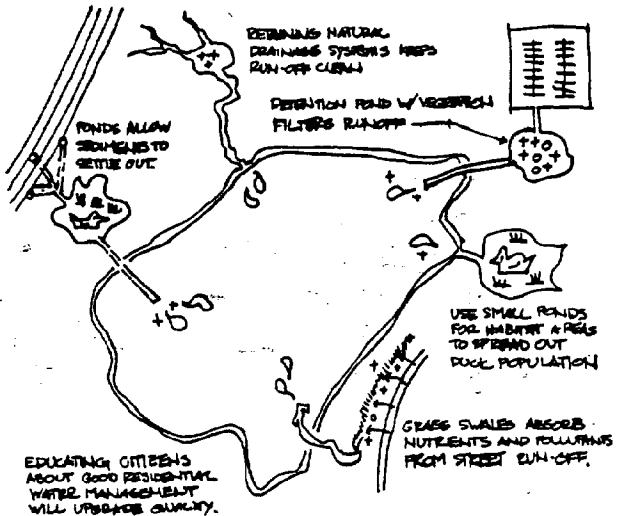 RETAINING NATURAL
DRAINAGE SYSTEMS KEEPS
RUN-OFF CLEAN
DETENTION POND W/VEGETATION
FILTERS RUNOFF
PONDS ALLOW
SEDIMENTS TO
SETTLE OUT.
USE SMALL PONDS
FOR HABITAT AREAS
TO SPREAD OUT
DUCK POPULATION
GRASS SWALES ABSORB
NUTRIENTS AND POLLUTANTS
FROM STREET RUN-OFF.
EDUCATING CITIZENS
ABOUT GOOD RESIDENTIAL
WATER MANAGEMENT
WILL UPGRADE QUALITY.